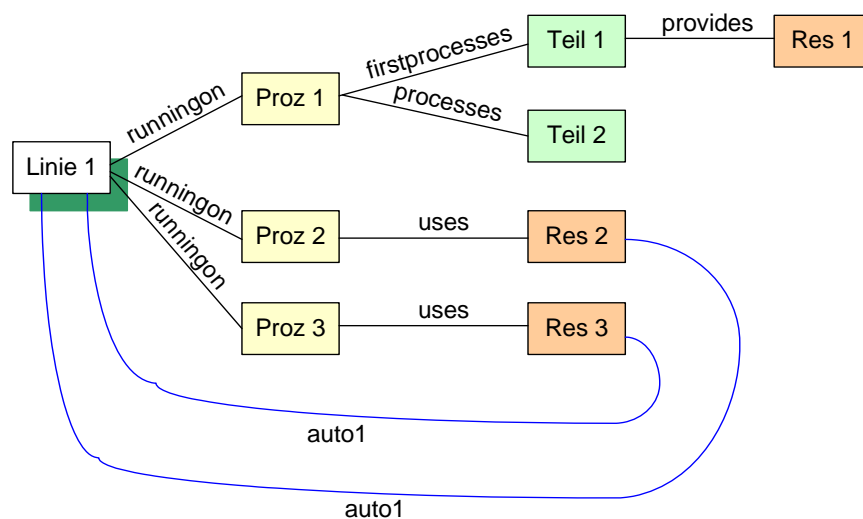 Teil 1
provides
Res 1
firstprocesses
Proz 1
processes
runningon
Teil 2
Linie 1
runningon
Proz 2
uses
Res 2
runningon
Proz 3
uses
Res 3
auto1
auto1